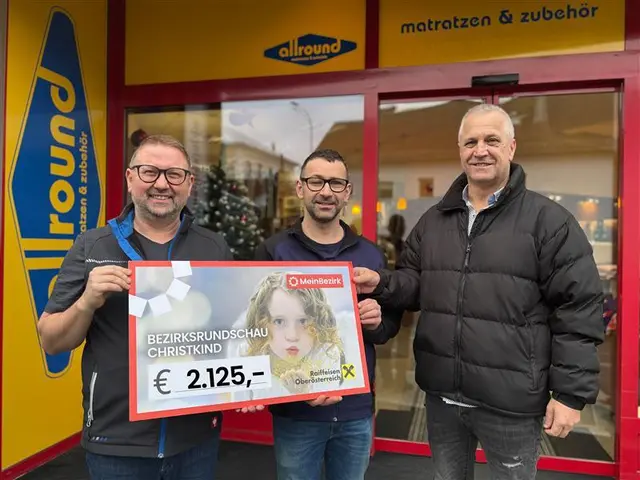 allround
matratzen & zubehör
allround
matratzen & zubehör
MeinBezirk
BEZIRKSRUNDSCHAU
CHRISTKIND
€ 2.125,-
Raiffeisen
Oberösterreich